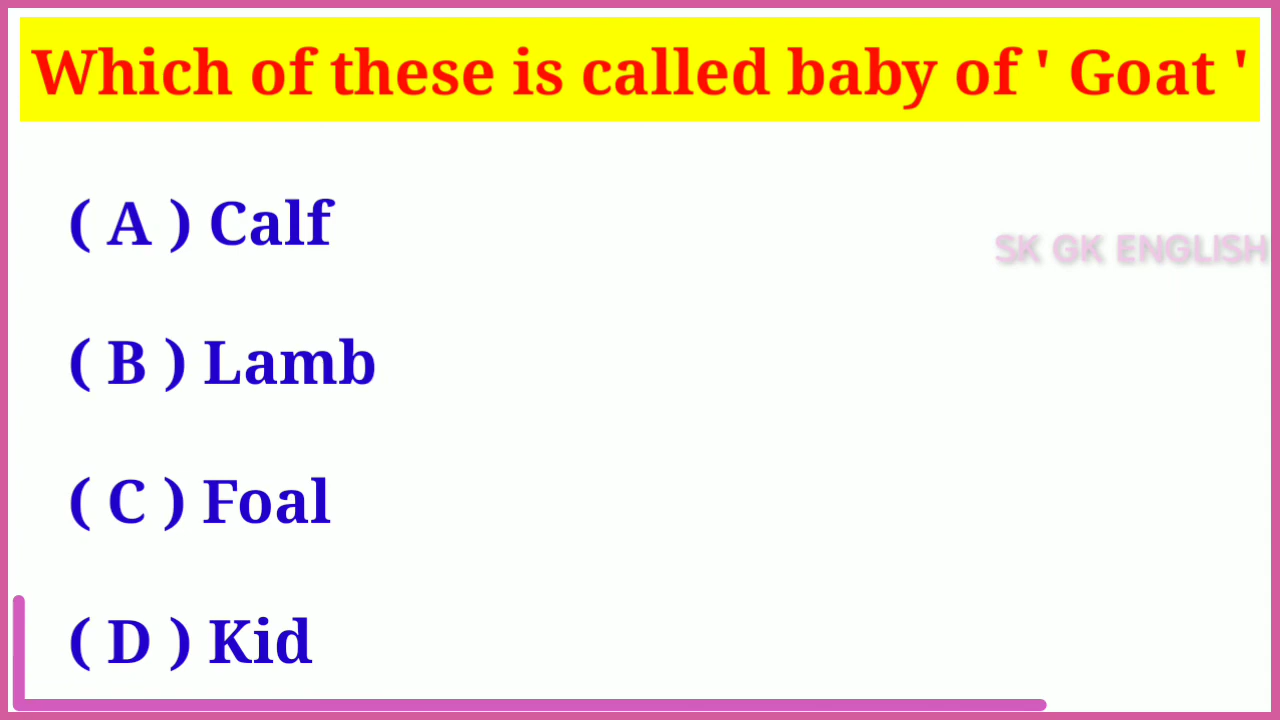 Which of these is called baby of ' Goat '
( A ) Calf
SK GK ENGLISH
( B ) Lamb
( C ) Foal
( D ) Kid